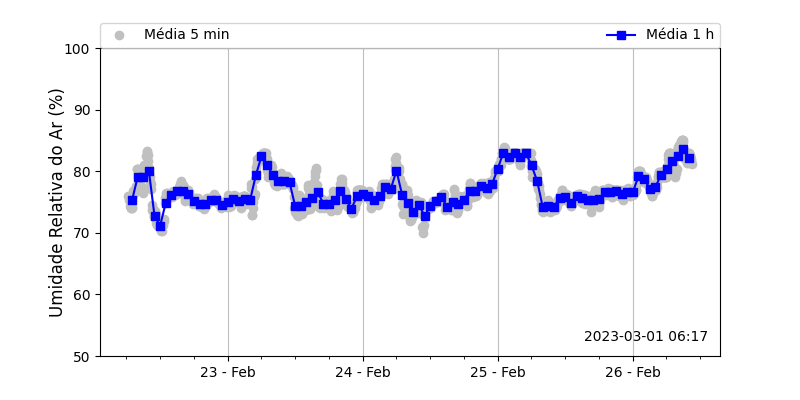 Média 5 min Média 1 h
Umidade Relativa do Ar (%)
100
90
80
70
60
50
2023-03-01 06:17
23 - Feb 24 - Feb 25 - Feb 26 - Feb